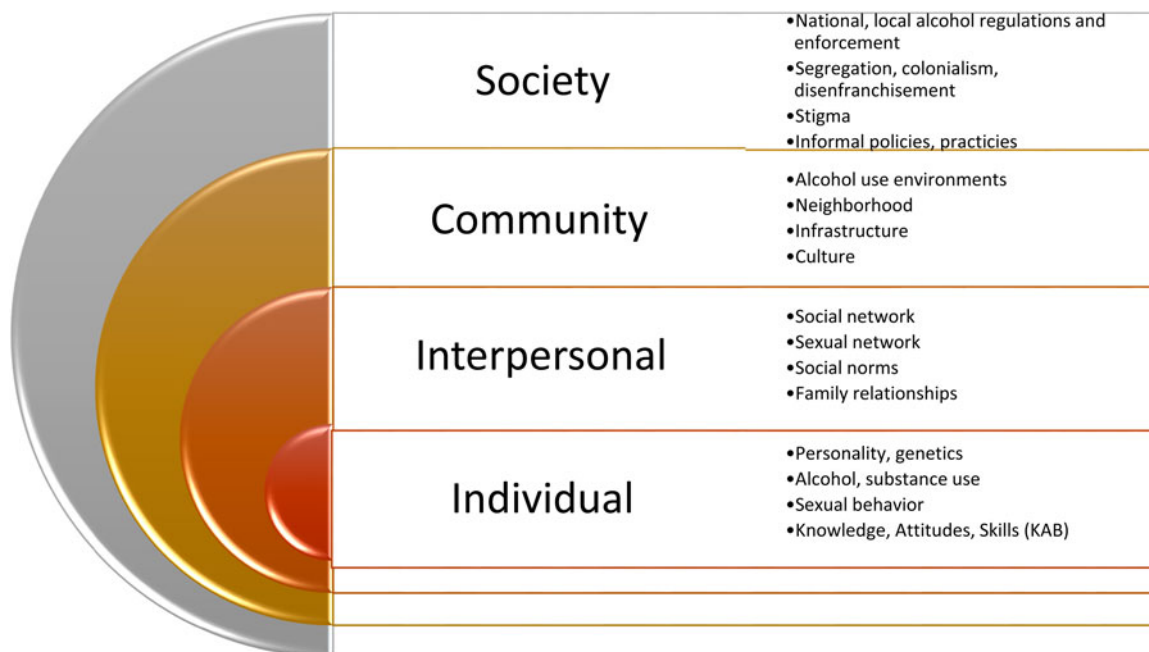 Society
•National, local alcohol regulations and
enforcement
•Segregation, colonialism,
disenfranchisement
•Stigma
•Informal policies, practicies
Community
•Alcohol use environments
•Neighborhood
•Infrastructure
•Culture
Interpersonal
•Social network
•Sexual network
•Social norms
•Family relationships
Individual
•Personality, genetics
•Alcohol, substance use
•Sexual behavior
•Knowledge, Attitudes, Skills (KAB)